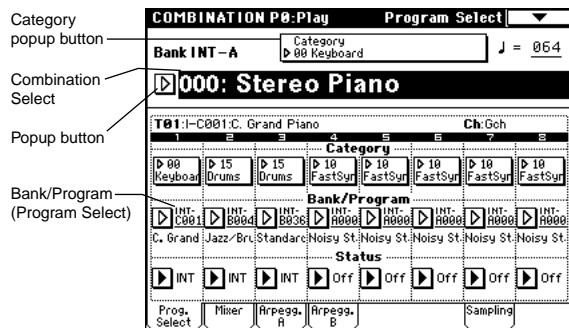 Category
popup button
Combination
Select
Popup button
Bank/Program
(Program Select)
COMBINATION P0:Play Program Select
Bank INT-A
Category
00 Keyboard
♩ = 064
000: Stereo Piano
T01:I-C001:C. Grand Piano Ch:Gch
1 2 3 4 5 6 7 8
Category
00 15 15 10 10 10 10 10
Keyboar Drums Drums FastSyn FastSyn FastSyn FastSyn FastSyn
Bank/Program
INT- INT- INT- INT- INT- INT- INT- INT-
C001 B004 B036 A000 A000 A000 A000 A000
C. Grand Jazz/Bru Standard Noisy St. Noisy St. Noisy St. Noisy St. Noisy St.
Status
INT INT INT Off Off Off Off Off
Prog. Select Mixer Arpegg. A Arpegg. B Sampling